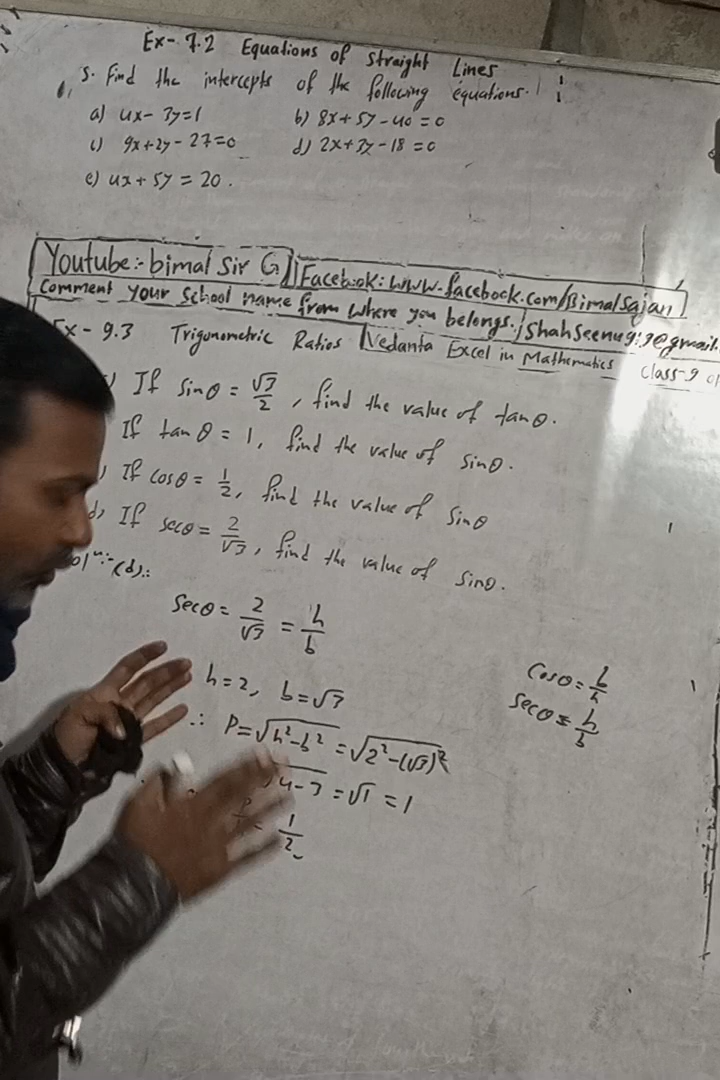 Ex- 7.2 Equations of straight Lines
5. Find the intercepts of the following equations.
a) 4x - 3y=1 b) 8x + 5y - 40 = 0
c) 9x+2y - 27=0 d) 2x+3y - 18 = 0
e) 4x + 5y = 20.
Youtube:- bimal Sir G Facebook: www.facebook.com/BimalSajan
Comment your School name from where you belongs. Shahseenu9
@gmail.
Ex - 9.3 Trigonometric Ratios Vedanta Excel in Mathematics class-9
) If sinθ = √3/2, find the value of tanθ.
If tanθ = 1, find the value of sinθ.
) If cosθ = 1/2, find the value of Sinθ
d, If secθ = 2/√3, find the value of sinθ.
olⁿ:- (d):
Secθ = 2/√3 = h/b
h=2, b=√3
∴ P=√h²-b² = √2²-(√3)²
4-3 = √1 = 1
= 1/2
Cosθ = b/h
Secθ = h/b